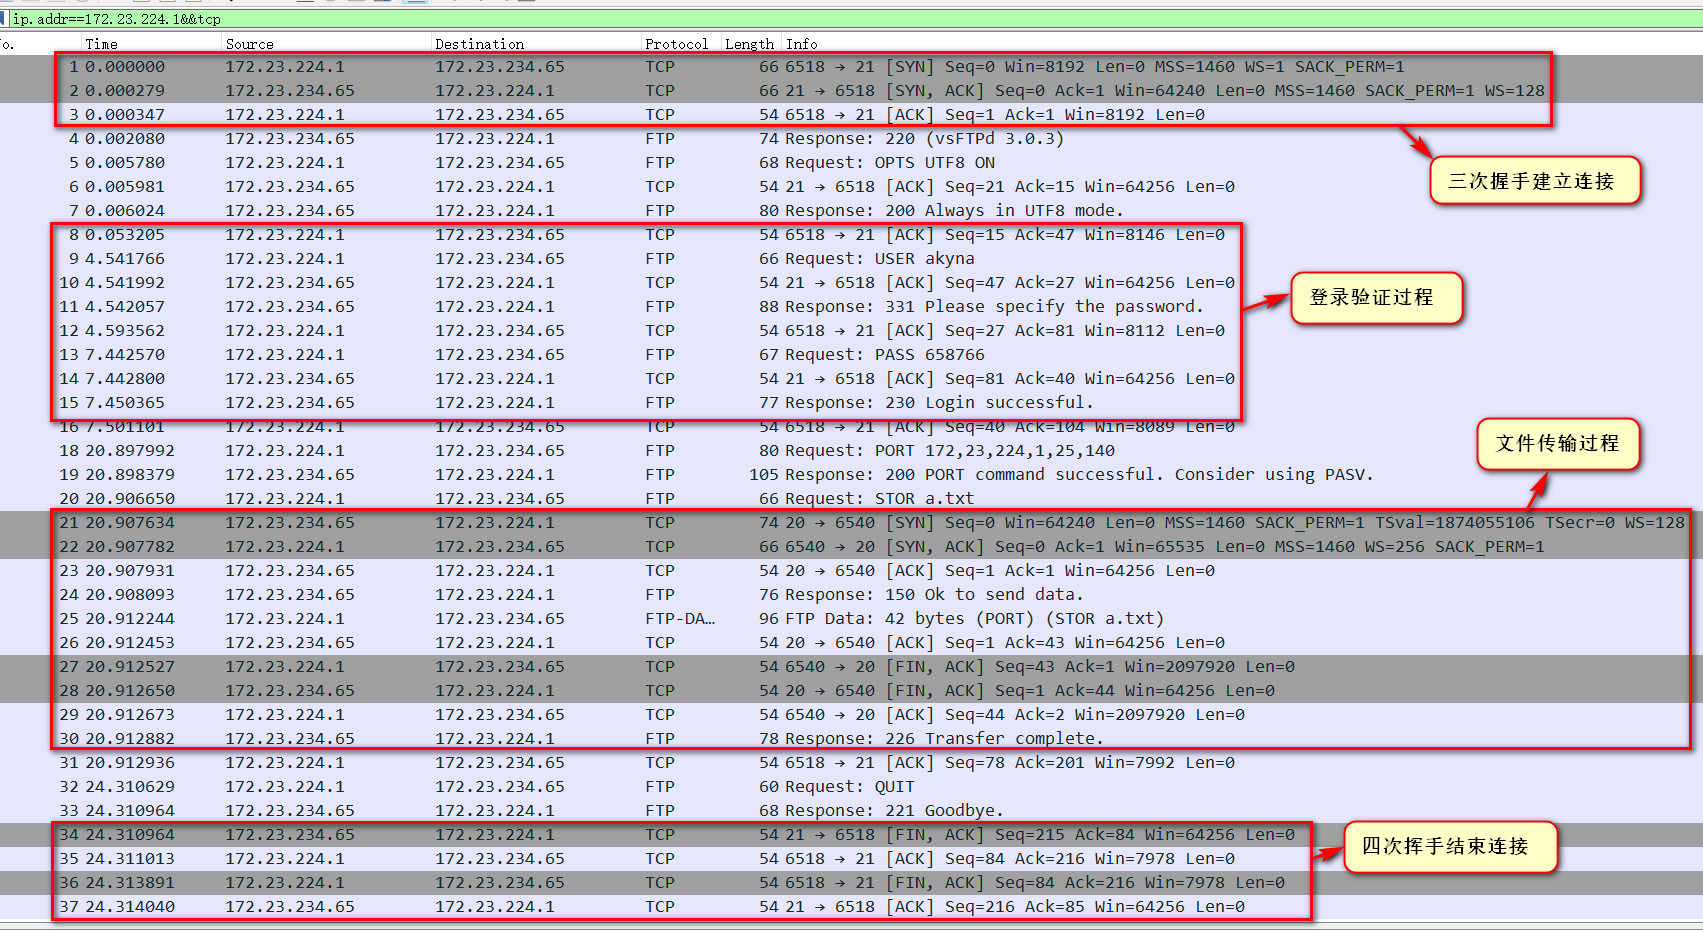 ip.addr==172.23.224.1&&tcp
o. Time Source Destination Protocol Length Info
1 0.000000 172.23.224.1 172.23.234.65 TCP 66 6518 → 21 [SYN] Seq=0 Win=8192 Len=0 MSS=1460 WS=1 SACK_PERM=1
2 0.000279 172.23.234.65 172.23.224.1 TCP 66 21 → 6518 [SYN, ACK] Seq=0 Ack=1 Win=64240 Len=0 MSS=1460 SACK_PERM=1 WS=128
3 0.000347 172.23.224.1 172.23.234.65 TCP 54 6518 → 21 [ACK] Seq=1 Ack=1 Win=8192 Len=0
4 0.002080 172.23.234.65 172.23.224.1 FTP 74 Response: 220 (vsFTPd 3.0.3)
5 0.005780 172.23.224.1 172.23.234.65 FTP 68 Request: OPTS UTF8 ON
三次握手建立连接
6 0.005981 172.23.234.65 172.23.224.1 TCP 54 21 → 6518 [ACK] Seq=21 Ack=15 Win=64256 Len=0
7 0.006024 172.23.234.65 172.23.224.1 FTP 80 Response: 200 Always in UTF8 mode.
8 0.053205 172.23.224.1 172.23.234.65 TCP 54 6518 → 21 [ACK] Seq=15 Ack=47 Win=8146 Len=0
9 4.541766 172.23.224.1 172.23.234.65 FTP 66 Request: USER akyna
10 4.541992 172.23.234.65 172.23.224.1 TCP 54 21 → 6518 [ACK] Seq=47 Ack=27 Win=64256 Len=0
登录验证过程
11 4.542057 172.23.234.65 172.23.224.1 FTP 88 Response: 331 Please specify the password.
12 4.593562 172.23.224.1 172.23.234.65 TCP 54 6518 → 21 [ACK] Seq=27 Ack=81 Win=8112 Len=0
13 7.442570 172.23.224.1 172.23.234.65 FTP 67 Request: PASS 658766
14 7.442800 172.23.234.65 172.23.224.1 TCP 54 21 → 6518 [ACK] Seq=81 Ack=40 Win=64256 Len=0
15 7.450365 172.23.234.65 172.23.224.1 FTP 77 Response: 230 Login successful.
16 7.501101 172.23.224.1 172.23.234.65 TCP 54 6518 → 21 [ACK] Seq=40 Ack=104 Win=8089 Len=0
文件传输过程
18 20.897992 172.23.224.1 172.23.234.65 FTP 80 Request: PORT 172,23,224,1,25,140
19 20.898379 172.23.234.65 172.23.224.1 FTP 105 Response: 200 PORT command successful. Consider using PASV.
20 20.906650 172.23.224.1 172.23.234.65 FTP 66 Request: STOR a.txt
21 20.907634 172.23.234.65 172.23.224.1 TCP 74 20 → 6540 [SYN] Seq=0 Win=64240 Len=0 MSS=1460 SACK_PERM=1 TSval=1874055106 TSecr=0 WS=128
22 20.907782 172.23.224.1 172.23.234.65 TCP 66 6540 → 20 [SYN, ACK] Seq=0 Ack=1 Win=65535 Len=0 MSS=1460 WS=256 SACK_PERM=1
23 20.907931 172.23.234.65 172.23.224.1 TCP 54 20 → 6540 [ACK] Seq=1 Ack=1 Win=64256 Len=0
24 20.908093 172.23.234.65 172.23.224.1 FTP 76 Response: 150 Ok to send data.
25 20.912244 172.23.224.1 172.23.234.65 FTP-DA… 96 FTP Data: 42 bytes (PORT) (STOR a.txt)
26 20.912453 172.23.234.65 172.23.224.1 TCP 54 20 → 6540 [ACK] Seq=1 Ack=43 Win=64256 Len=0
27 20.912527 172.23.224.1 172.23.234.65 TCP 54 6540 → 20 [FIN, ACK] Seq=43 Ack=1 Win=2097920 Len=0
28 20.912650 172.23.234.65 172.23.224.1 TCP 54 20 → 6540 [FIN, ACK] Seq=1 Ack=44 Win=64256 Len=0
29 20.912673 172.23.224.1 172.23.234.65 TCP 54 6540 → 20 [ACK] Seq=44 Ack=2 Win=2097920 Len=0
30 20.912882 172.23.234.65 172.23.224.1 FTP 78 Response: 226 Transfer complete.
31 20.912936 172.23.224.1 172.23.234.65 TCP 54 6518 → 21 [ACK] Seq=78 Ack=201 Win=7992 Len=0
32 24.310629 172.23.224.1 172.23.234.65 FTP 60 Request: QUIT
33 24.310964 172.23.234.65 172.23.224.1 FTP 68 Response: 221 Goodbye.
34 24.310964 172.23.234.65 172.23.224.1 TCP 54 21 → 6518 [FIN, ACK] Seq=215 Ack=84 Win=64256 Len=0
四次挥手结束连接
35 24.311013 172.23.224.1 172.23.234.65 TCP 54 6518 → 21 [ACK] Seq=84 Ack=216 Win=7978 Len=0
36 24.313891 172.23.224.1 172.23.234.65 TCP 54 6518 → 21 [FIN, ACK] Seq=84 Ack=216 Win=7978 Len=0
37 24.314040 172.23.234.65 172.23.224.1 TCP 54 21 → 6518 [ACK] Seq=216 Ack=85 Win=64256 Len=0